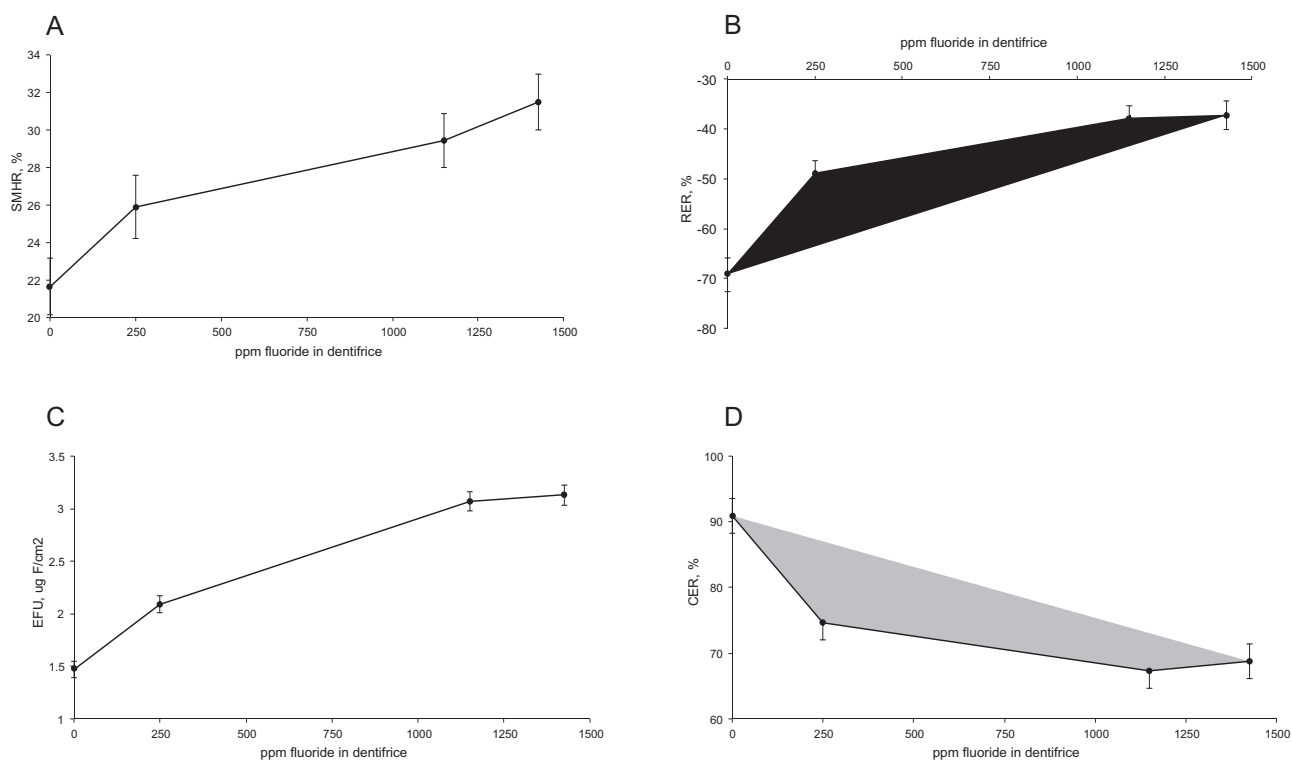 A
34
32
30
28
26
24
22
20
SMHR, %
0 250 500 750 1000 1250 1500
ppm fluoride in dentifrice
B
ppm fluoride in dentifrice
0 250 500 750 1000 1250 1500
-30
-40
-50
-60
-70
-80
RER, %
C
3.5
3
2.5
2
1.5
1
EFU, ug F/cm2
0 250 500 750 1000 1250 1500
ppm fluoride in dentifrice
D
100
90
80
70
60
CER, %
0 250 500 750 1000 1250 1500
ppm fluoride in dentifrice